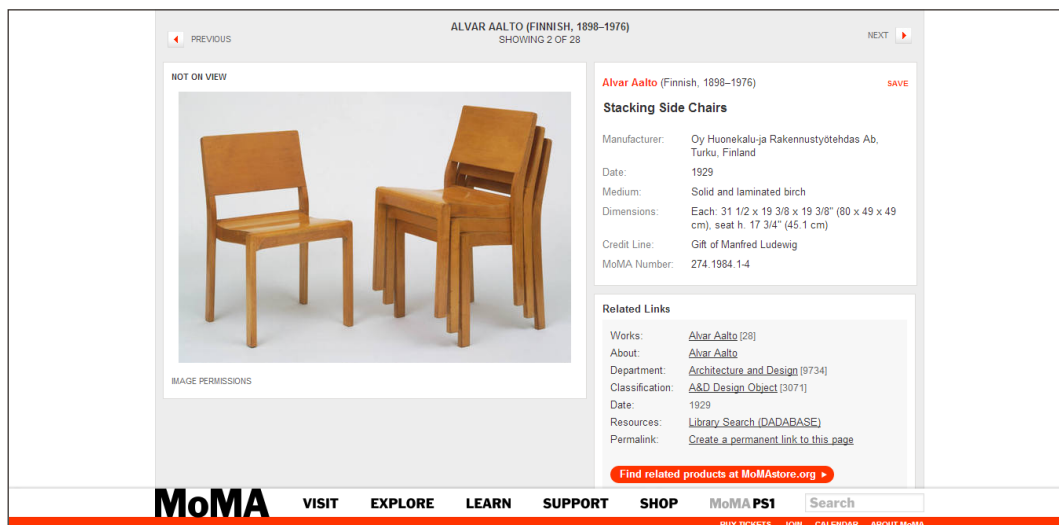 PREVIOUS
ALVAR AALTO (FINNISH, 1898–1976)
SHOWING 2 OF 28
NEXT
NOT ON VIEW
IMAGE PERMISSIONS
Alvar Aalto (Finnish, 1898–1976)
SAVE
Stacking Side Chairs
Manufacturer: Oy Huonekalu-ja Rakennustyötehdas Ab,
Turku, Finland
Date: 1929
Medium: Solid and laminated birch
Dimensions: Each: 31 1/2 x 19 3/8 x 19 3/8" (80 x 49 x 49
cm), seat h. 17 3/4" (45.1 cm)
Credit Line: Gift of Manfred Ludewig
MoMA Number: 274.1984.1-4
Related Links
Works: Alvar Aalto [28]
About: Alvar Aalto
Department: Architecture and Design [9734]
Classification: A&D Design Object [3071]
Date: 1929
Resources: Library Search (DADABASE)
Permalink: Create a permanent link to this page
Find related products at MoMAstore.org
MoMA VISIT EXPLORE LEARN SUPPORT SHOP MoMAPS1 Search
BUY TICKETS JOIN CALENDAR ABOUT MoMA